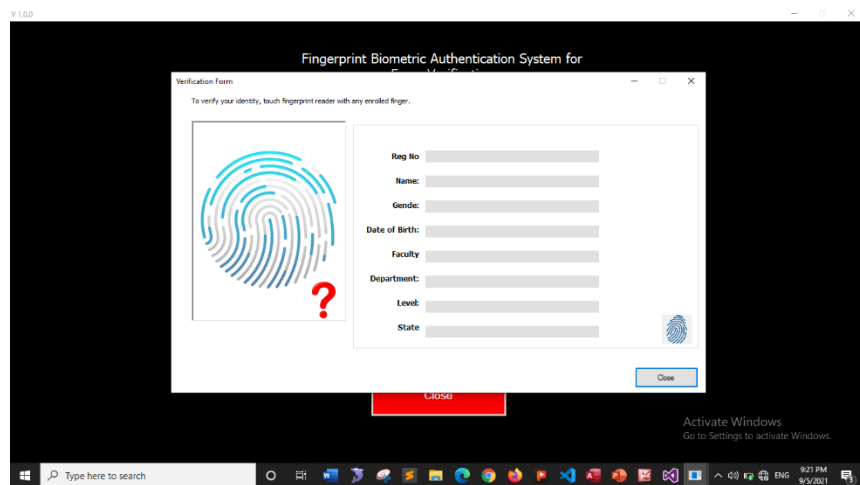 V 1.0.0
Fingerprint Biometric Authentication System for
Verification Form
To verify your identity, touch fingerprint reader with any enrolled finger.
Reg No
Name:
Gende:
Date of Birth:
Faculty
Department:
Level:
State
?
Close
Close
Activate Windows
Go to Settings to activate Windows.
Type here to search
ENG
9:21 PM
9/5/2021